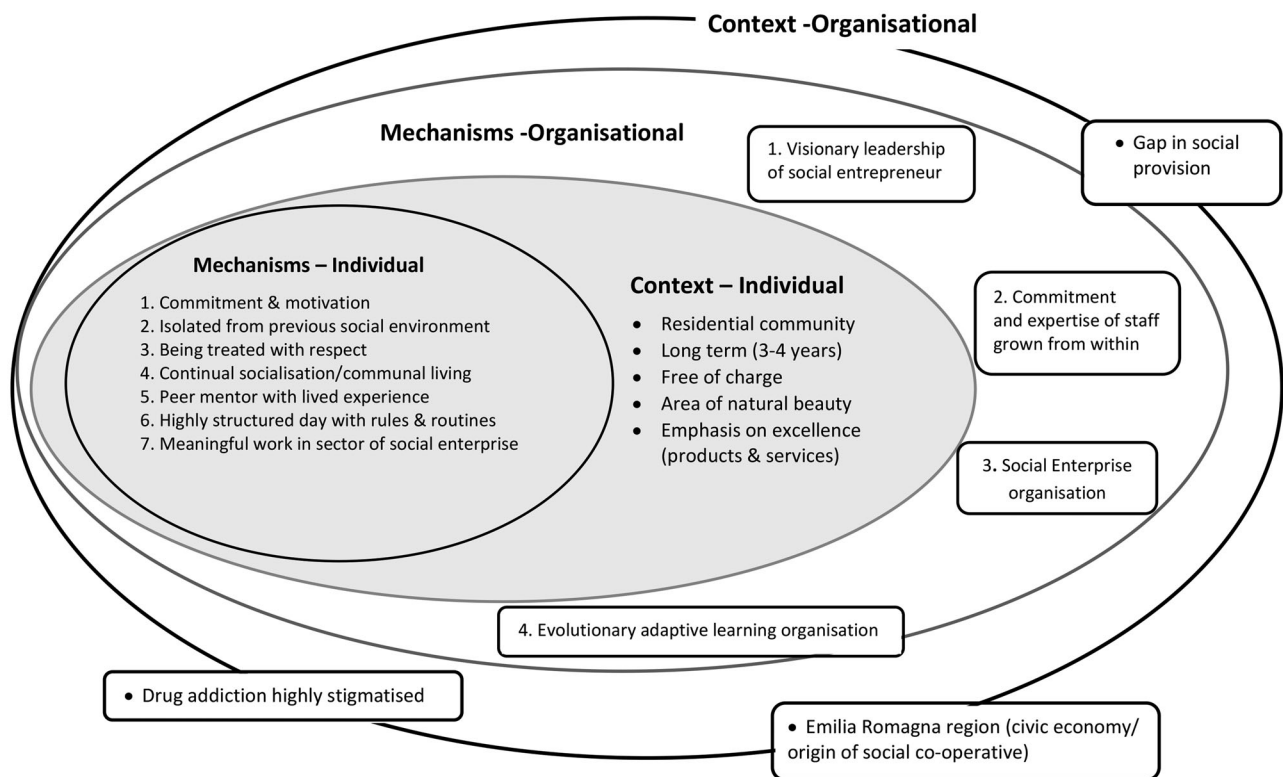 Context -Organisational
Mechanisms -Organisational
1. Visionary leadership
of social entrepreneur
• Gap in social
provision
Mechanisms – Individual
1. Commitment & motivation
2. Isolated from previous social environment
3. Being treated with respect
4. Continual socialisation/communal living
5. Peer mentor with lived experience
6. Highly structured day with rules & routines
7. Meaningful work in sector of social enterprise
Context – Individual
• Residential community
• Long term (3-4 years)
• Free of charge
• Area of natural beauty
• Emphasis on excellence
(products & services)
2. Commitment
and expertise of staff
grown from within
3. Social Enterprise
organisation
4. Evolutionary adaptive learning organisation
• Drug addiction highly stigmatised
• Emilia Romagna region (civic economy/
origin of social co-operative)